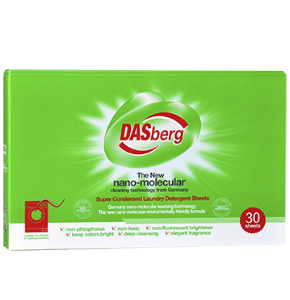 DASberg
The New
nano-molecular
cleaning technology from Germany
Super Condensed Laundry Detergent Sheets
Germany nano-molecular washing technology
The new nano-molecular environmentally friendly formula
30
sheets
non-phosphorus non-toxic non-fluorescent brightener
keep colors bright deep cleansing elegant fragrance